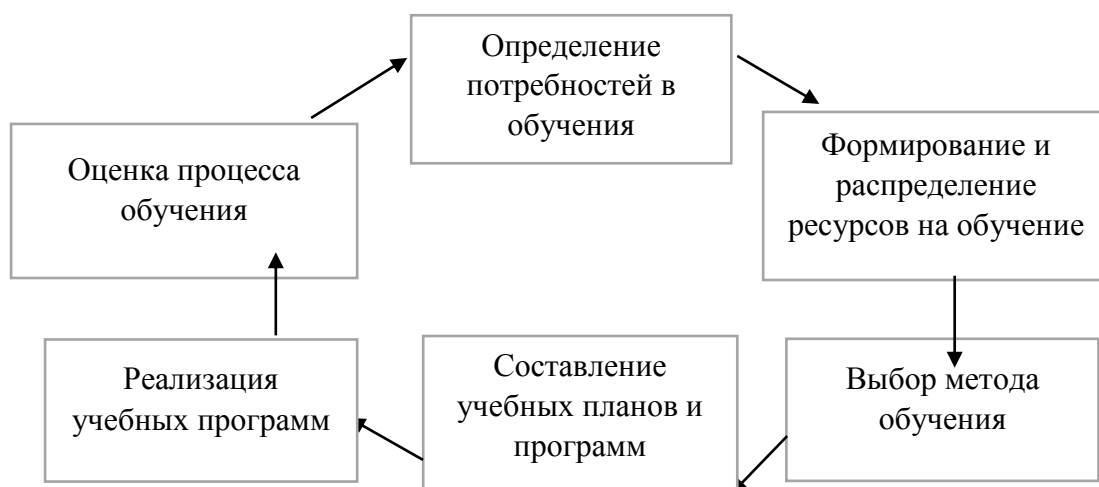 Определение
потребностей в
обучения
Формирование и
распределение
ресурсов на обучение
Оценка процесса
обучения
Выбор метода
обучения
Составление
учебных планов и
программ
Реализация
учебных программ